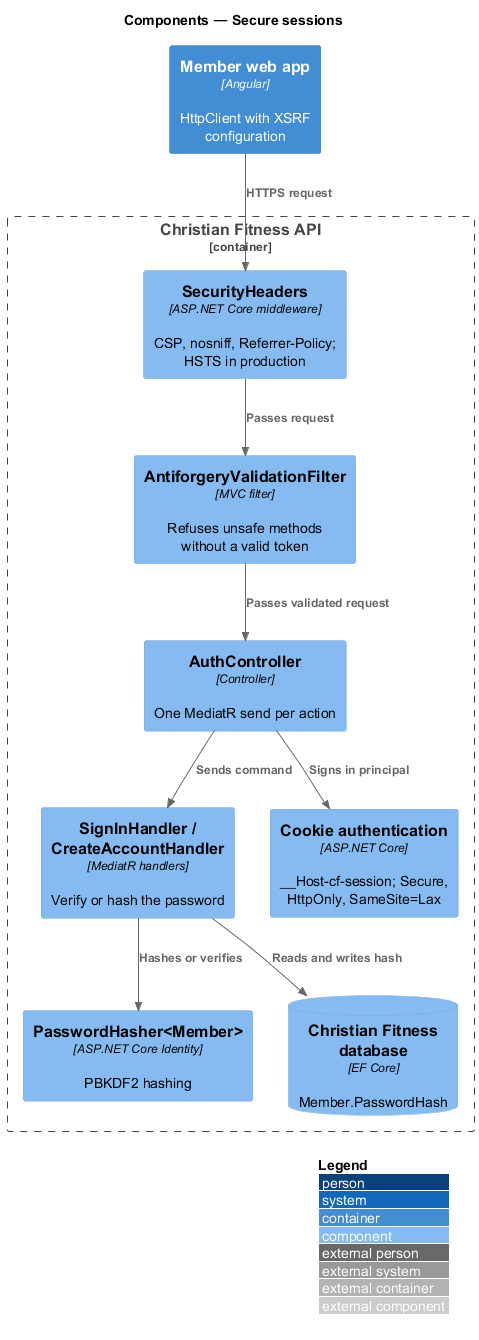 Components — Secure sessions
Member web app
[Angular]
HttpClient with XSRF
configuration
HTTPS request
Christian Fitness API
[container]
SecurityHeaders
[ASP.NET Core middleware]
CSP, nosniff, Referrer-Policy;
HSTS in production
Passes request
AntiforgeryValidationFilter
[MVC filter]
Refuses unsafe methods
without a valid token
Passes validated request
AuthController
[Controller]
One MediatR send per action
Sends command
Signs in principal
SignInHandler /
CreateAccountHandler
[MediatR handlers]
Verify or hash the password
Cookie authentication
[ASP.NET Core]
__Host-cf-session; Secure,
HttpOnly, SameSite=Lax
Hashes or verifies
Reads and writes hash
PasswordHasher<Member>
[ASP.NET Core Identity]
PBKDF2 hashing
Christian Fitness
database
[EF Core]
Member.PasswordHash
Legend
person
system
container
component
external person
external system
external container
external component